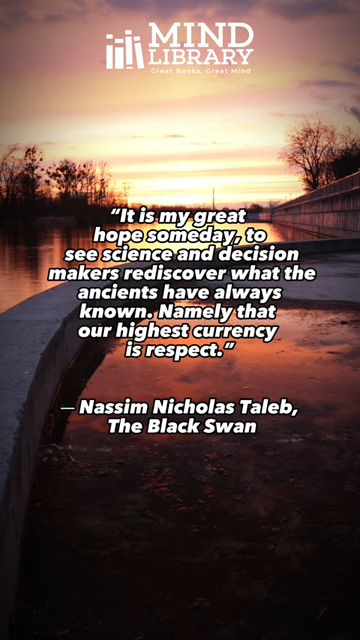 MIND
LIBRARY
Great Books, Great Mind
“It is my great
hope someday, to
see science and decision
makers rediscover what the
ancients have always
known. Namely that
our highest currency
is respect.”
— Nassim Nicholas Taleb,
The Black Swan